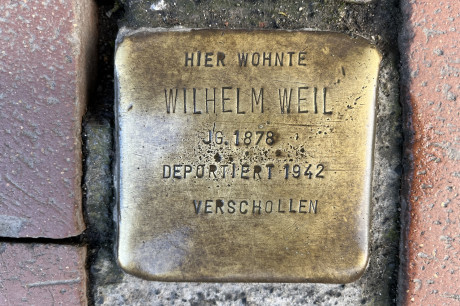 HIER WOHNTE
WILHELM WEIL
JG. 1878
DEPORTIERT 1942
VERSCHOLLEN